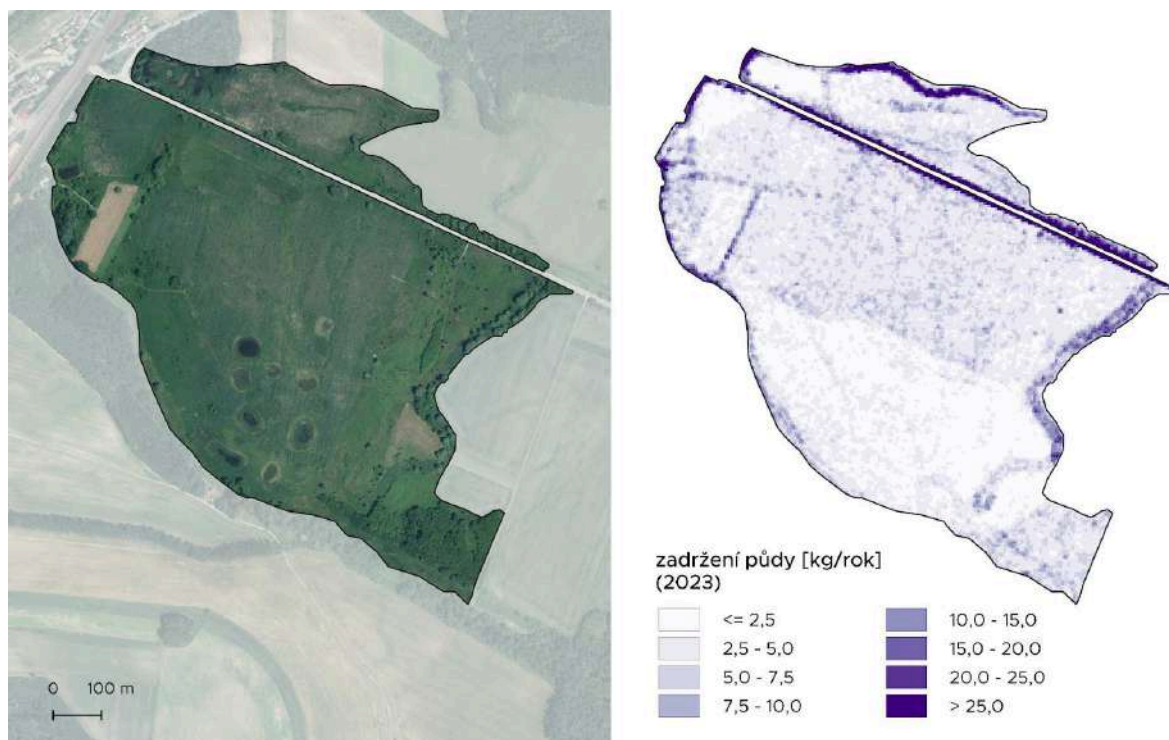 0 100 m
zadržení půdy [kg/rok]
(2023)
<= 2,5
2,5 - 5,0
5,0 - 7,5
7,5 - 10,0
10,0 - 15,0
15,0 - 20,0
20,0 - 25,0
> 25,0